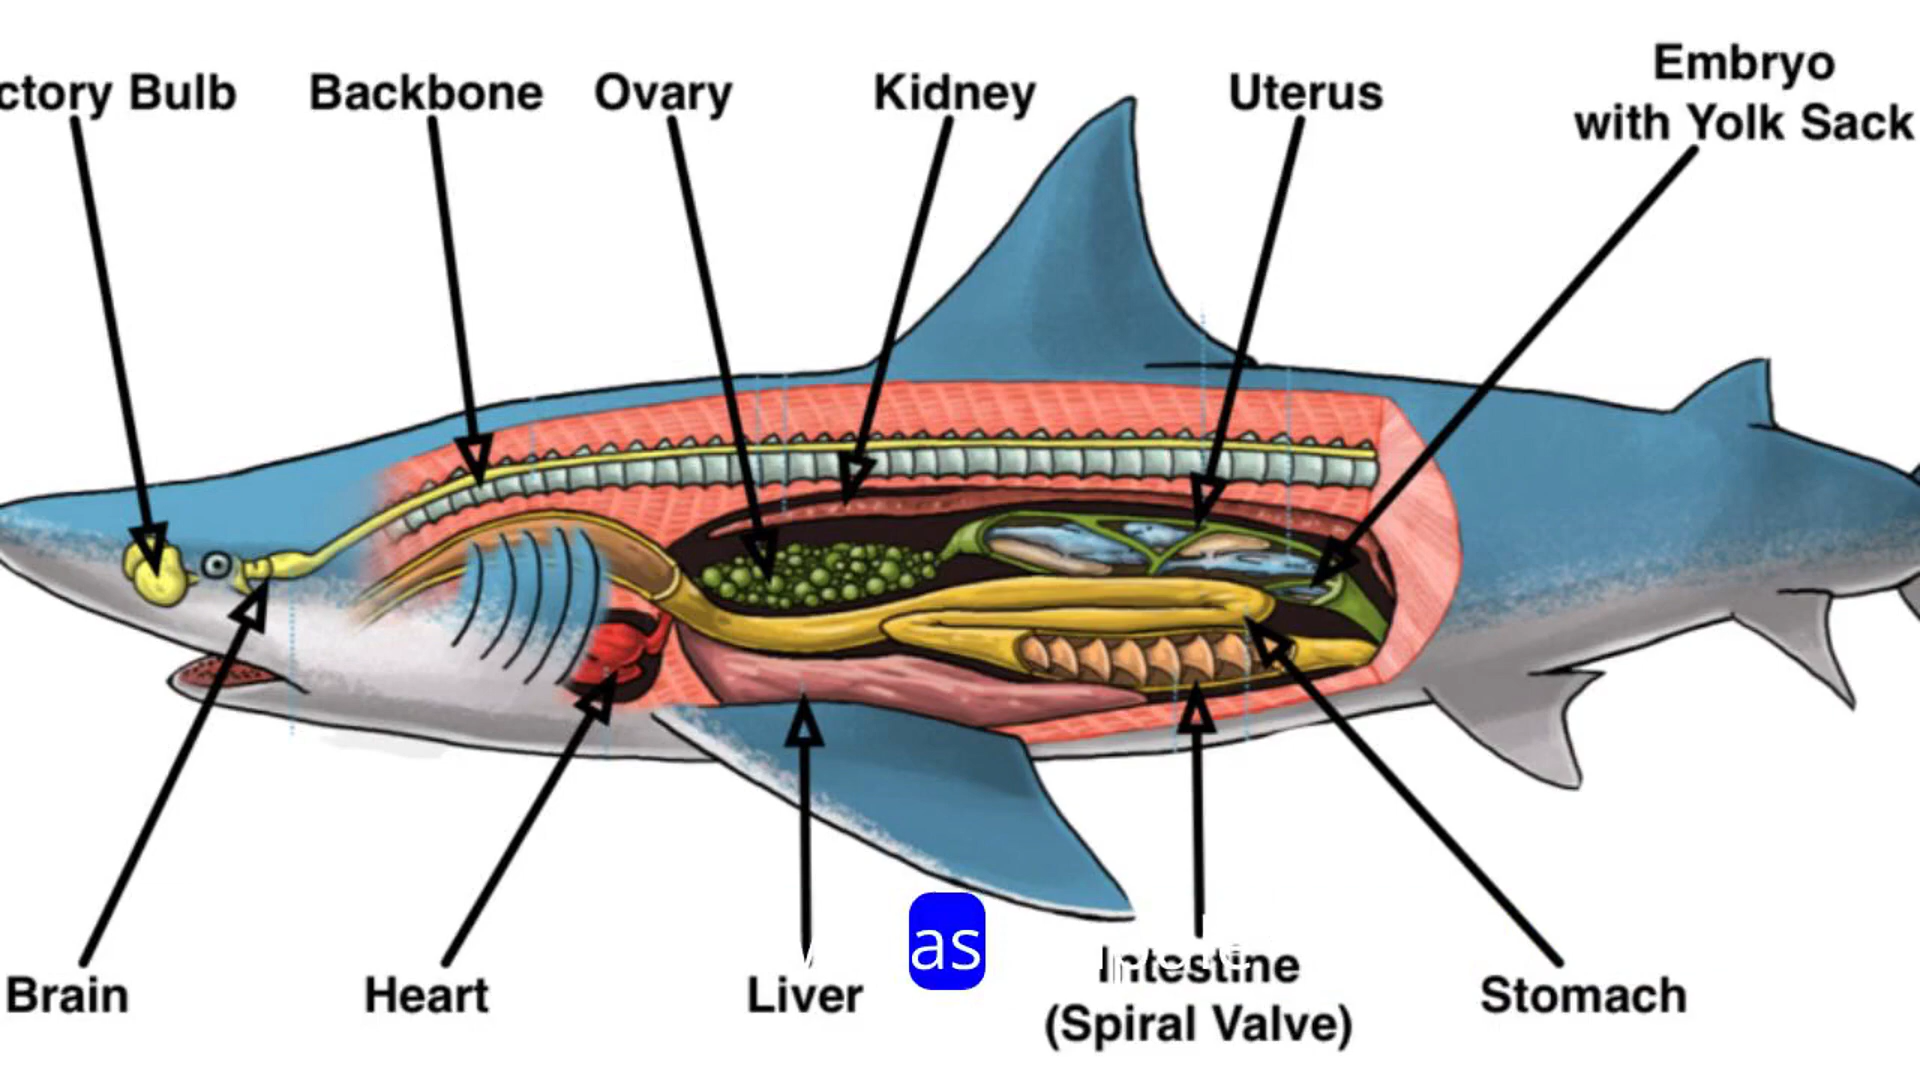 ctory Bulb
Backbone
Ovary
Kidney
Uterus
Embryo
with Yolk Sack
Brain
Heart
Liver
as
Intestine
(Spiral Valve)
Stomach